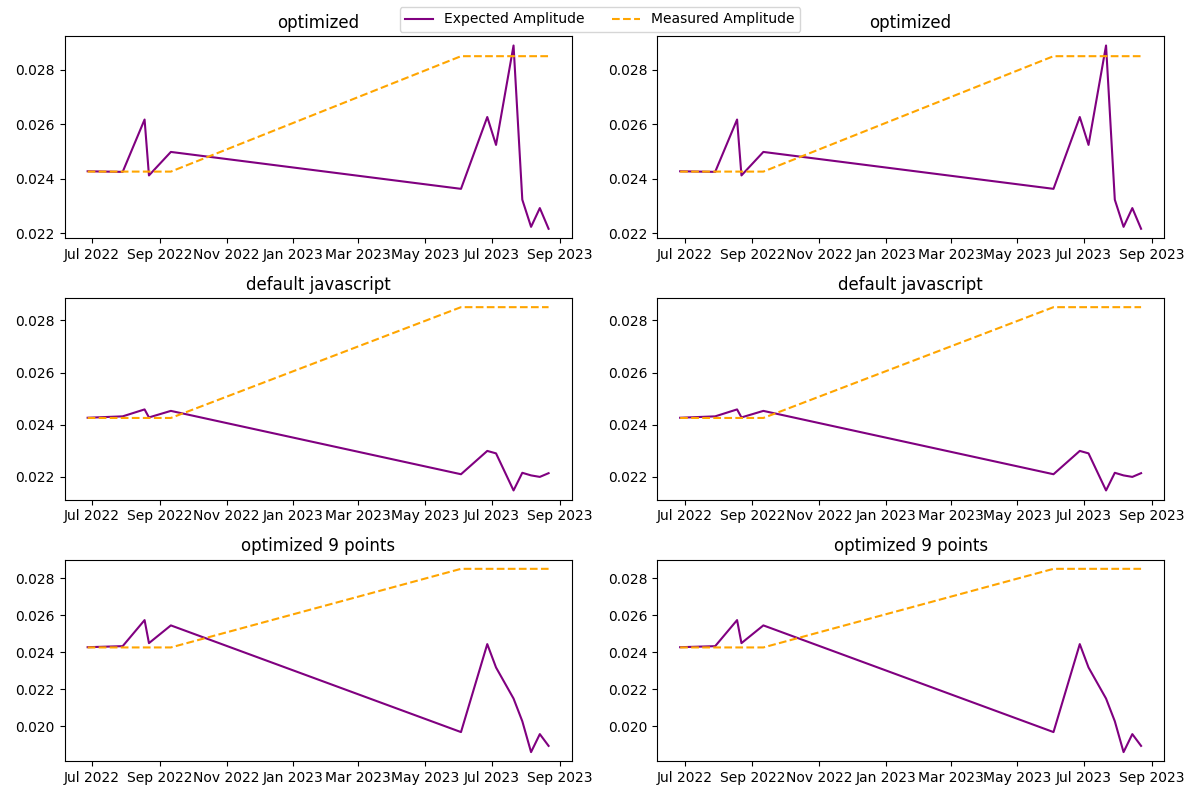 Expected Amplitude Measured Amplitude
optimized optimized
0.028 0.028
0.026 0.026
0.024 0.024
0.022 0.022
Jul 2022 Sep 2022 Nov 2022 Jan 2023 Mar 2023 May 2023 Jul 2023 Sep 2023 Jul 2022 Sep 2022 Nov 2022 Jan 2023 Mar 2023 May 2023 Jul 2023 Sep 2023
default javascript default javascript
0.028 0.028
0.026 0.026
0.024 0.024
0.022 0.022
Jul 2022 Sep 2022 Nov 2022 Jan 2023 Mar 2023 May 2023 Jul 2023 Sep 2023 Jul 2022 Sep 2022 Nov 2022 Jan 2023 Mar 2023 May 2023 Jul 2023 Sep 2023
optimized 9 points optimized 9 points
0.028 0.028
0.026 0.026
0.024 0.024
0.022 0.022
0.020 0.020
Jul 2022 Sep 2022 Nov 2022 Jan 2023 Mar 2023 May 2023 Jul 2023 Sep 2023 Jul 2022 Sep 2022 Nov 2022 Jan 2023 Mar 2023 May 2023 Jul 2023 Sep 2023